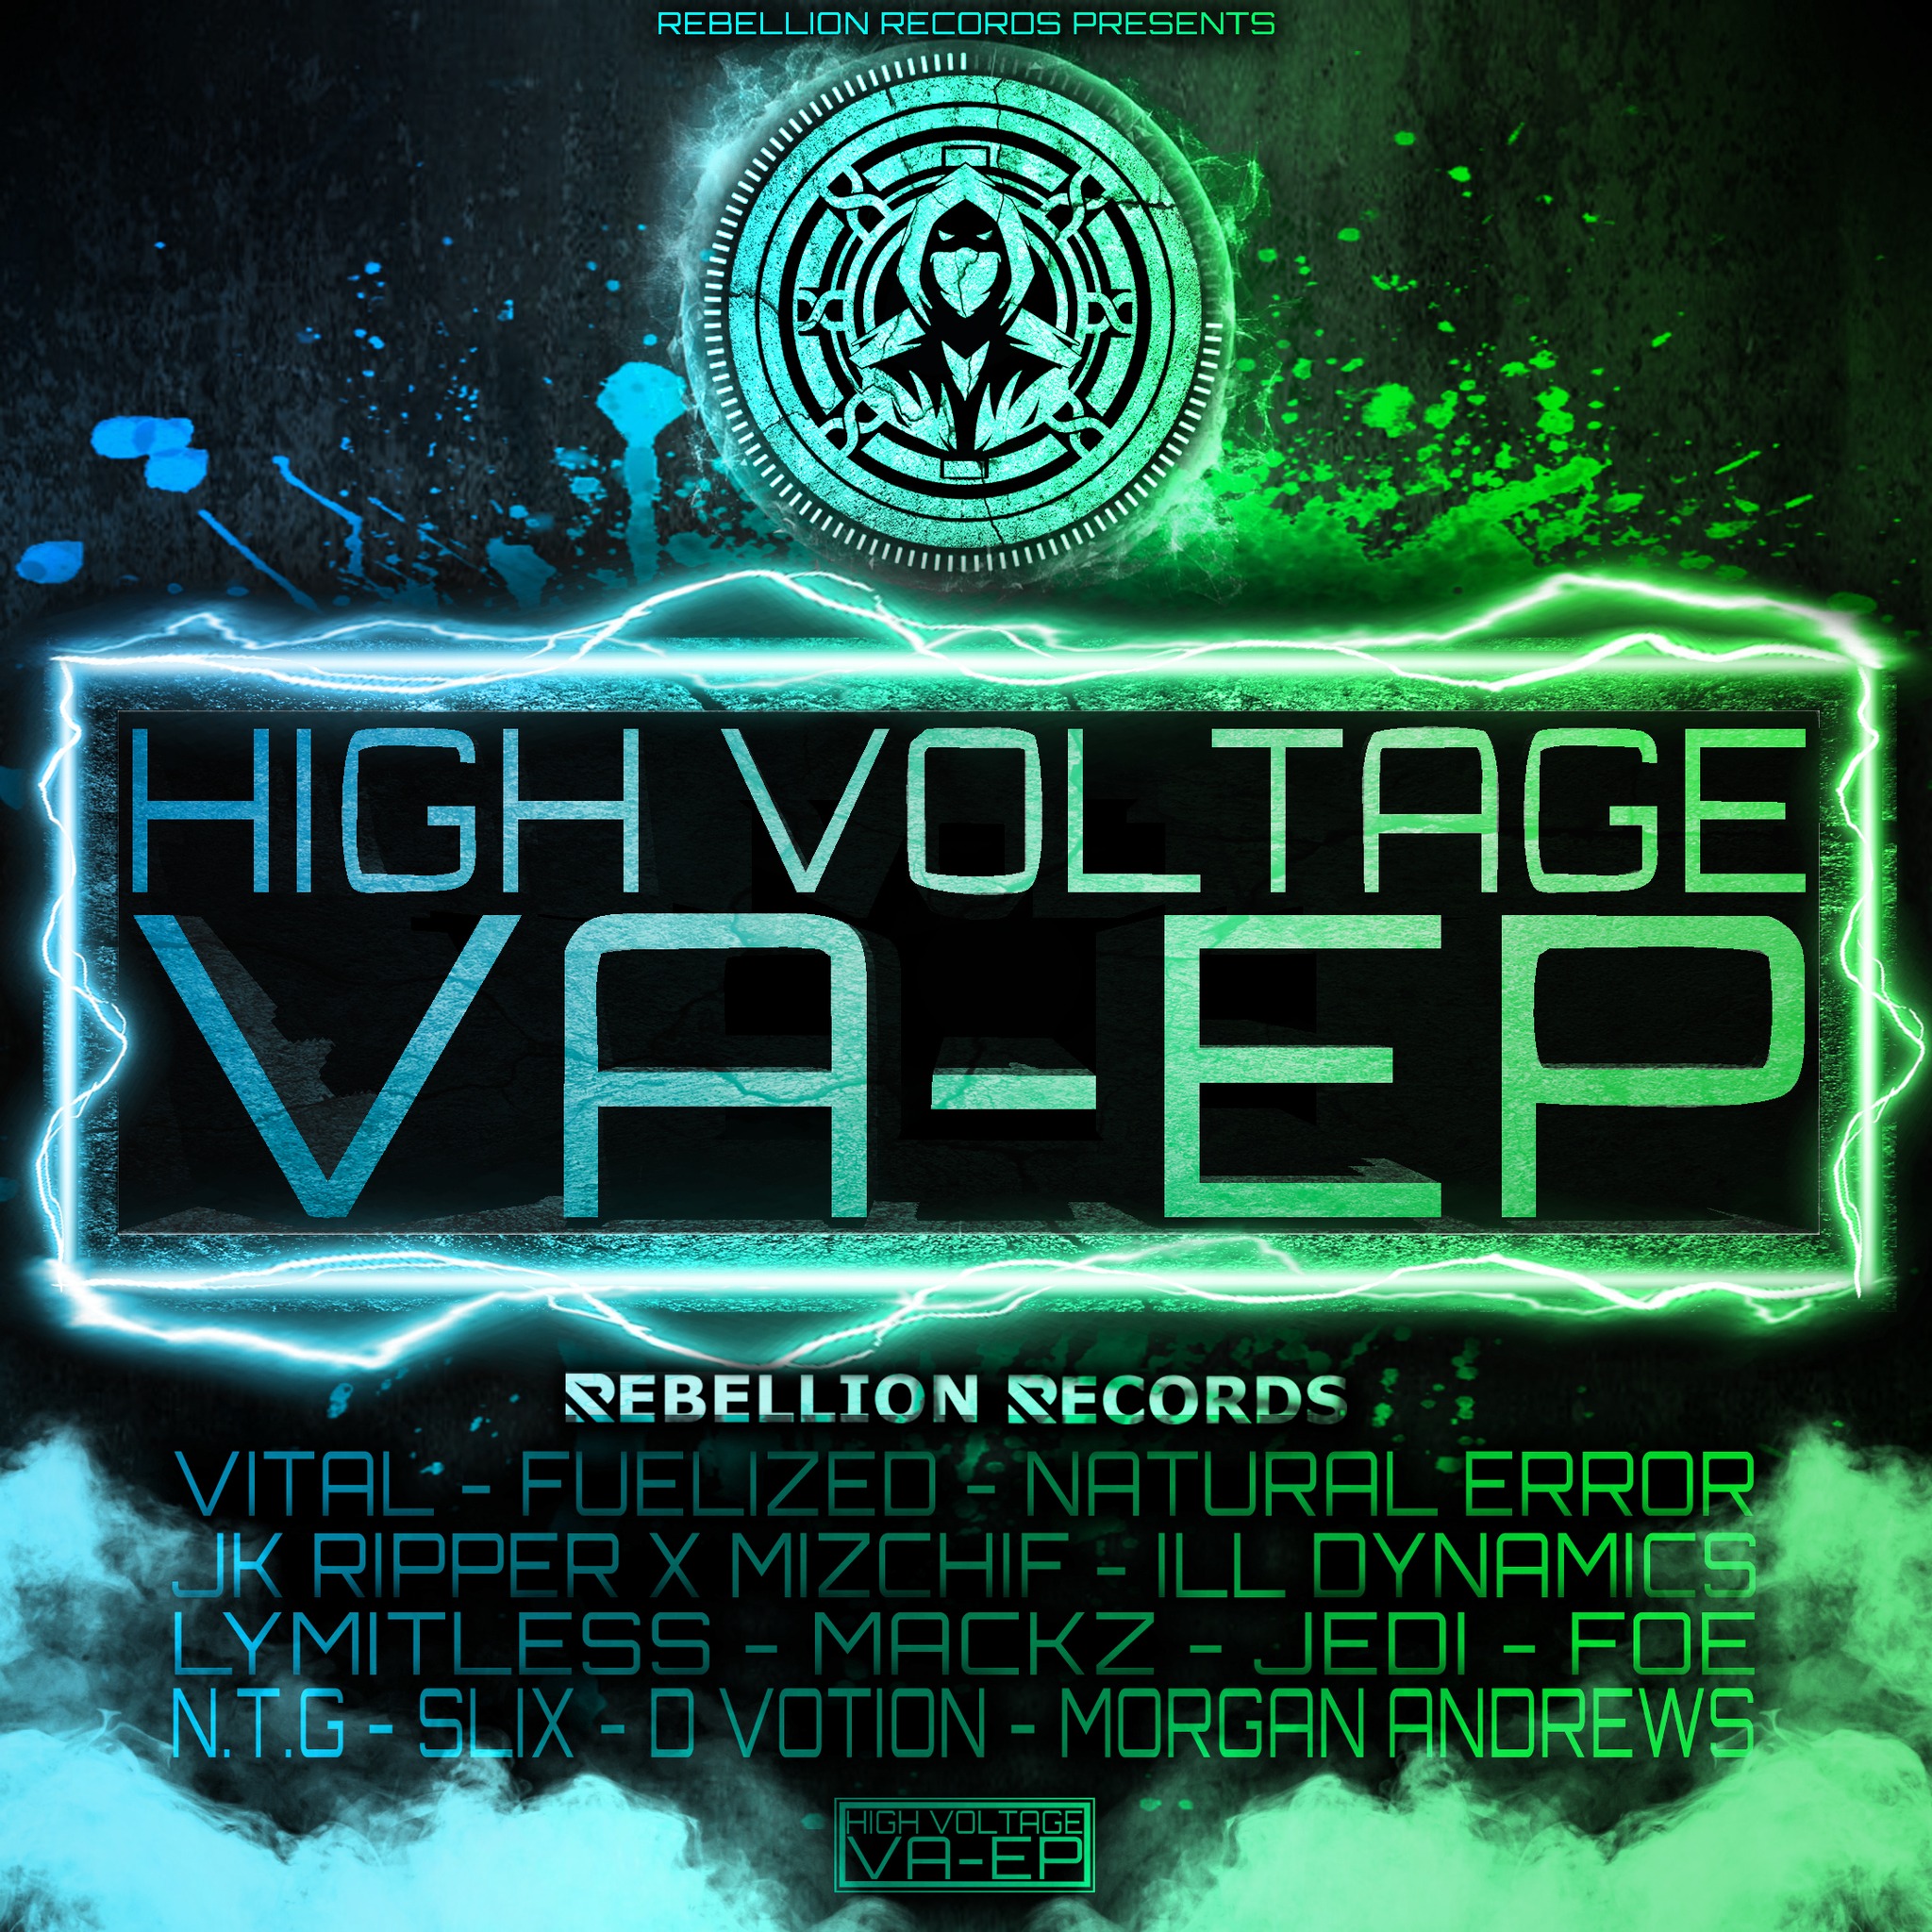 REBELLION RECORDS PRESENTS
HIGH VOLTAGE
VA-EP
REBELLION RECORDS
VITAL - FUELIZED - NATURAL ERROR
JK RIPPER X MIZCHIF - ILL DYNAMICS
LYMITLESS - MACKZ - JEDI - FOE
N.T.G - SLIX - D VOTION - MORGAN ANDREWS
HIGH VOLTAGE
VA-EP